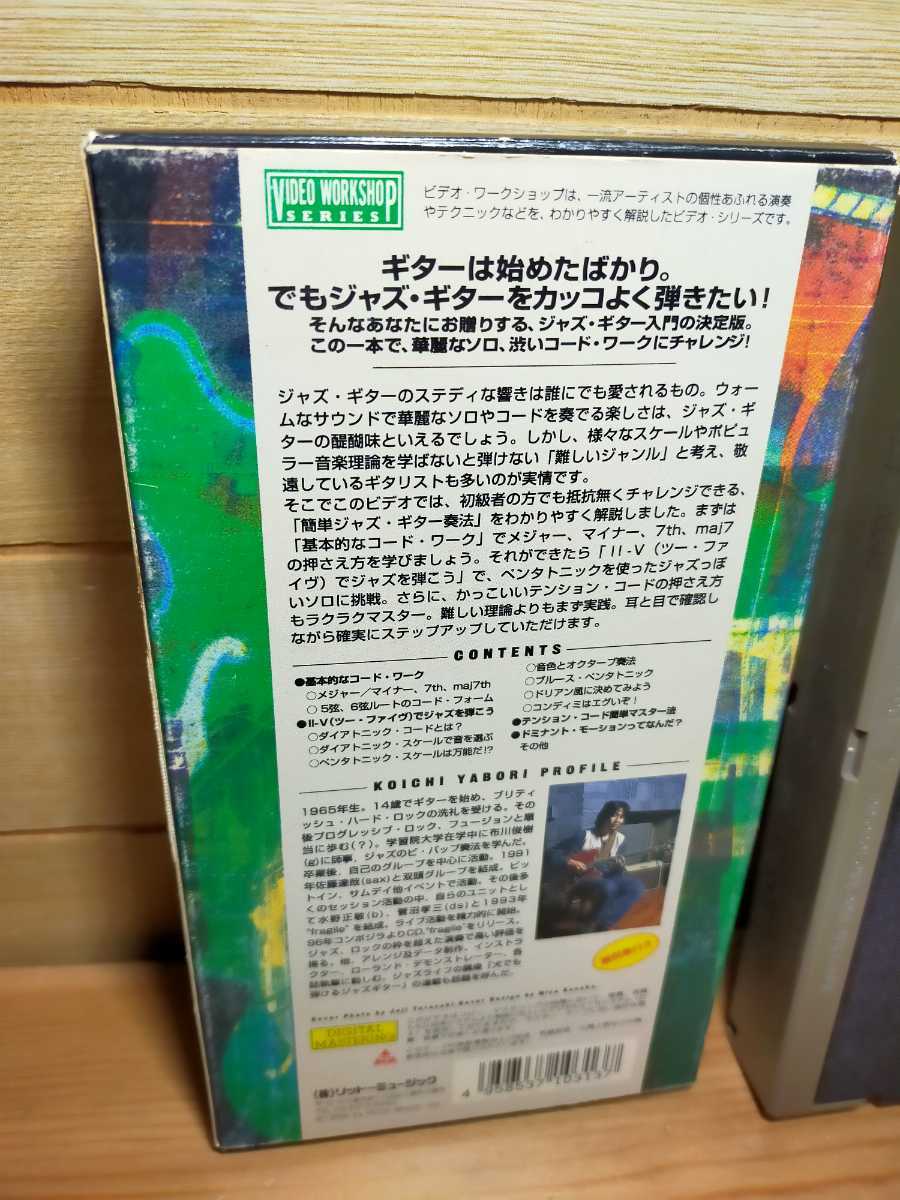 VIDEO WORKSHOP
SERIES
ビデオ・ワークショップは、一流アーティストの個性あふれる演奏
やテクニックなどを、わかりやすく解説したビデオ・シリーズです。
ギターは始めたばかり。
でもジャズ・ギターをカッコよく弾きたい!
そんなあなたにお贈りする、ジャズ・ギター入門の決定版。
この一本で、華麗なソロ、渋いコード・ワークにチャレンジ!
ジャズ・ギターのステディな響きは誰にでも愛されるもの。ウォー
ムなサウンドで華麗なソロやコードを奏でる楽しさは、ジャズ・ギ
ターの醍醐味といえるでしょう。しかし、様々なスケールやポピュ
ラー音楽理論を学ばないと弾けない「難しいジャンル」と考え、敬
遠しているギタリストも多いのが実情です。
そこでこのビデオでは、初級者の方でも抵抗無くチャレンジできる、
「簡単ジャズ・ギター奏法」をわかりやすく解説しました。まずは
「基本的なコード・ワーク」でメジャー、マイナー、7th、maj7
の押さえ方を学びましょう。それができたら「II-V(ツー・ファ
イヴ)でジャズを弾こう」で、ペンタトニックを使ったジャズっぽ
いソロに挑戦。さらに、かっこいいテンション・コードの押さえ方
もラクラクマスター。難しい理論よりもまず実践。耳と目で確認し
ながら確実にステップアップしていただけます。
CONTENTS
●基本的なコード・ワーク
○メジャー/マイナー、7th、maj7th
○5弦、6弦ルートのコード・フォーム
●II-V(ツー・ファイヴ)でジャズを弾こう
○ダイアトニック・コードとは?
○ダイアトニック・スケールで音を選ぶ
○ペンタトニック・スケールは万能だ!?
○音色とオクターブ奏法
○ブルース・ペンタトニック
○ドリアン風に決めてみよう
○コンディミはエグいぞ!
●テンション・コード簡単マスター法
●ドミナント・モーションってなんだ?
その他
KOICHI YABORI PROFILE
1965年生。14歳でギターを始め、ブリティ
ッシュ・ハード・ロックの洗礼を受ける。その
後プログレッシブ・ロック、フュージョンと順
当に歩む(?)。学習院大学在学中に布川俊樹
(g)に師事、ジャズのビ・バップ奏法を学んだ。
卒業後、自己のグループを中心に活動。1991
年佐藤達哉(sax)と双頭グループを結成。ピッ
トイン、サムデイ他イベントで活動。その後多
くのセッション活動の中、自らのユニットとし
て水野正敏(b)、菅沼孝三(ds)と1993年
"fragile"を結成。ライブ活動を精力的に開始。
96年コンポジラよりCD、"fragile"をリリース。
ジャズ、ロックの枠を超えた演奏で高い評価を
得る。他、アレンジ及データ制作、インストラ
クター、ローランド・デモンストレーター、各
DIGITAL
MASTERING
(株)リットーミュージック
4 958537 103137